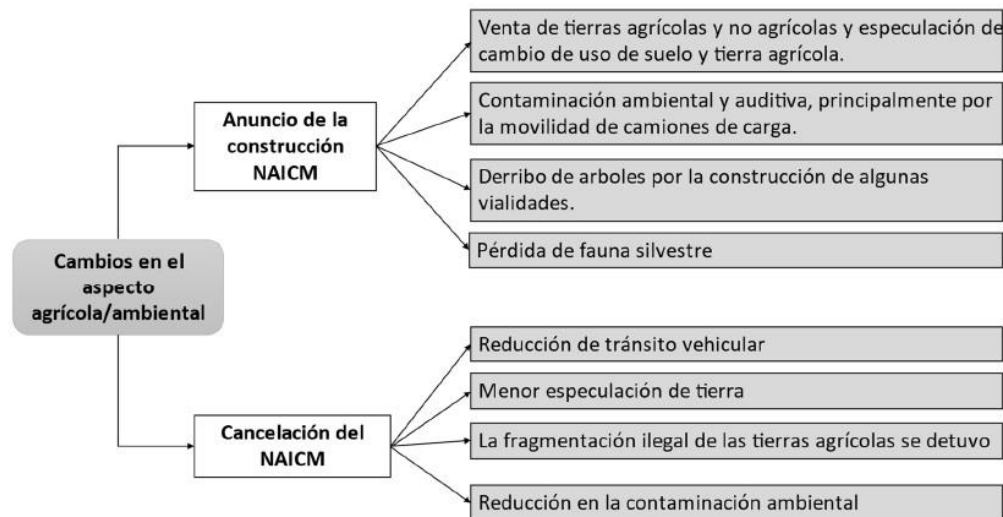 Cambios en el
aspecto
agrícola/ambiental
Anuncio de la
construcción
NAICM
Venta de tierras agrícolas y no agrícolas y especulación de
cambio de uso de suelo y tierra agrícola.
Contaminación ambiental y auditiva, principalmente por
la movilidad de camiones de carga.
Derribo de arboles por la construcción de algunas
vialidades.
Pérdida de fauna silvestre
Cancelación del
NAICM
Reducción de tránsito vehicular
Menor especulación de tierra
La fragmentación ilegal de las tierras agrícolas se detuvo
Reducción en la contaminación ambiental